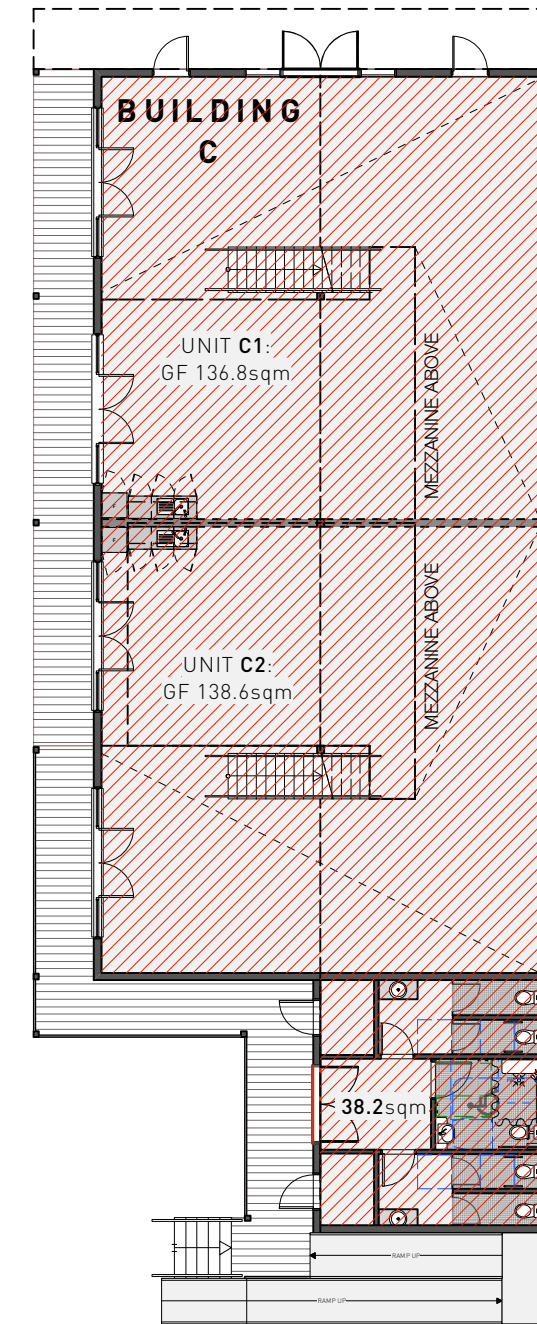 BUILDING
C
UNIT C1:
GF 136.8sqm
MEZZANINE ABOVE
F
F
MEZZANINE ABOVE
UNIT C2:
GF 138.6sqm
38.2sqm
RAMP UP
RAMP UP